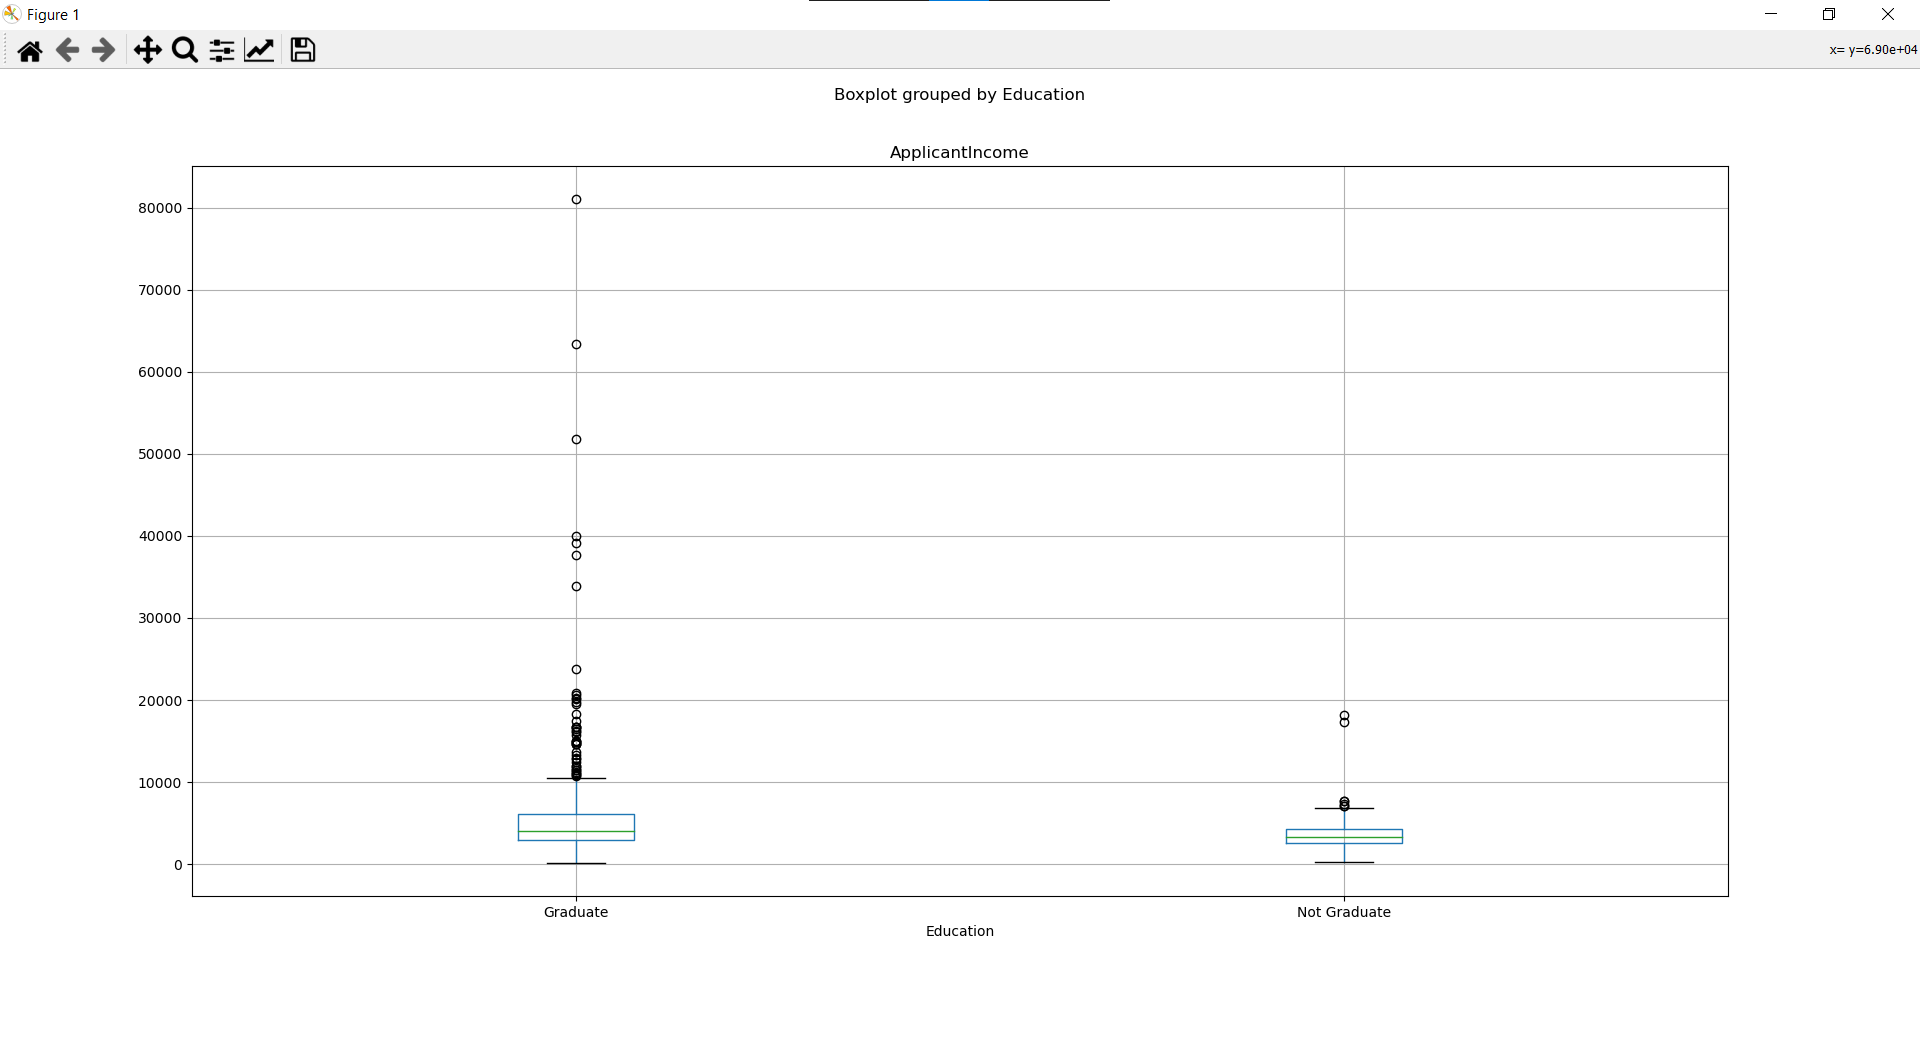 Figure 1
x= y=6.90e+04
Boxplot grouped by Education
ApplicantIncome
80000
70000
60000
50000
40000
30000
20000
10000
0
Graduate
Not Graduate
Education